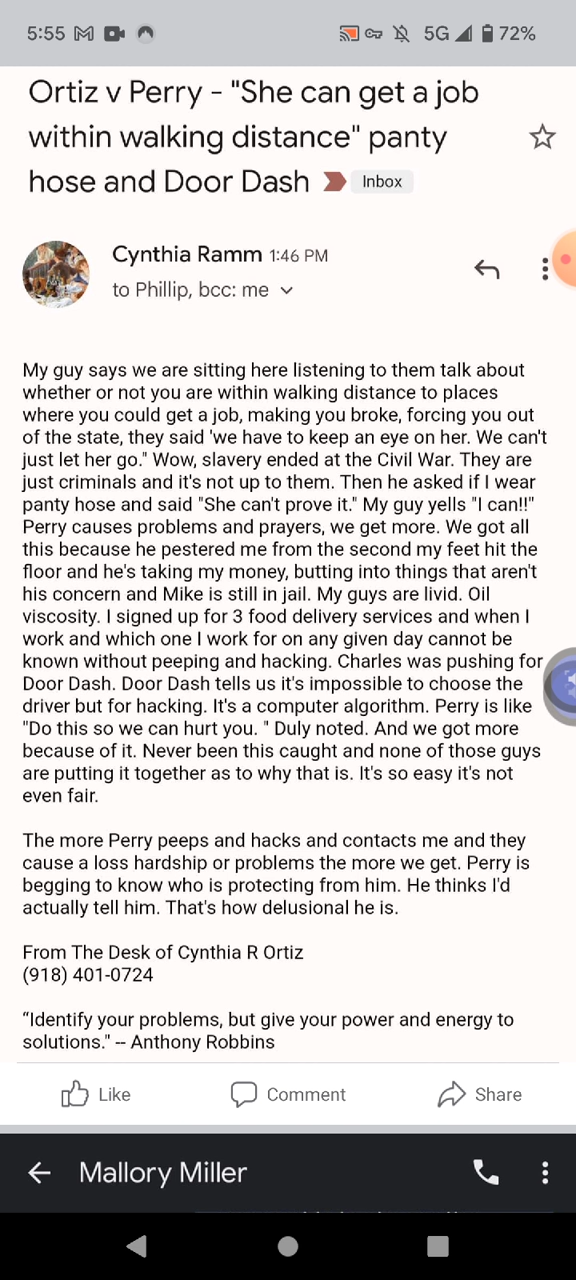 5:55 5G 72%
Ortiz v Perry - "She can get a job
within walking distance" panty
hose and Door Dash Inbox
Cynthia Ramm 1:46 PM
to Phillip, bcc: me
My guy says we are sitting here listening to them talk about
whether or not you are within walking distance to places
where you could get a job, making you broke, forcing you out
of the state, they said 'we have to keep an eye on her. We can't
just let her go." Wow, slavery ended at the Civil War. They are
just criminals and it's not up to them. Then he asked if I wear
panty hose and said "She can't prove it." My guy yells "I can!!"
Perry causes problems and prayers, we get more. We got all
this because he pestered me from the second my feet hit the
floor and he's taking my money, butting into things that aren't
his concern and Mike is still in jail. My guys are livid. Oil
viscosity. I signed up for 3 food delivery services and when I
work and which one I work for on any given day cannot be
known without peeping and hacking. Charles was pushing for
Door Dash. Door Dash tells us it's impossible to choose the
driver but for hacking. It's a computer algorithm. Perry is like
"Do this so we can hurt you. " Duly noted. And we got more
because of it. Never been this caught and none of those guys
are putting it together as to why that is. It's so easy it's not
even fair.
The more Perry peeps and hacks and contacts me and they
cause a loss hardship or problems the more we get. Perry is
begging to know who is protecting from him. He thinks I'd
actually tell him. That's how delusional he is.
From The Desk of Cynthia R Ortiz
(918) 401-0724
“Identify your problems, but give your power and energy to
solutions." -- Anthony Robbins
Like Comment Share
Mallory Miller